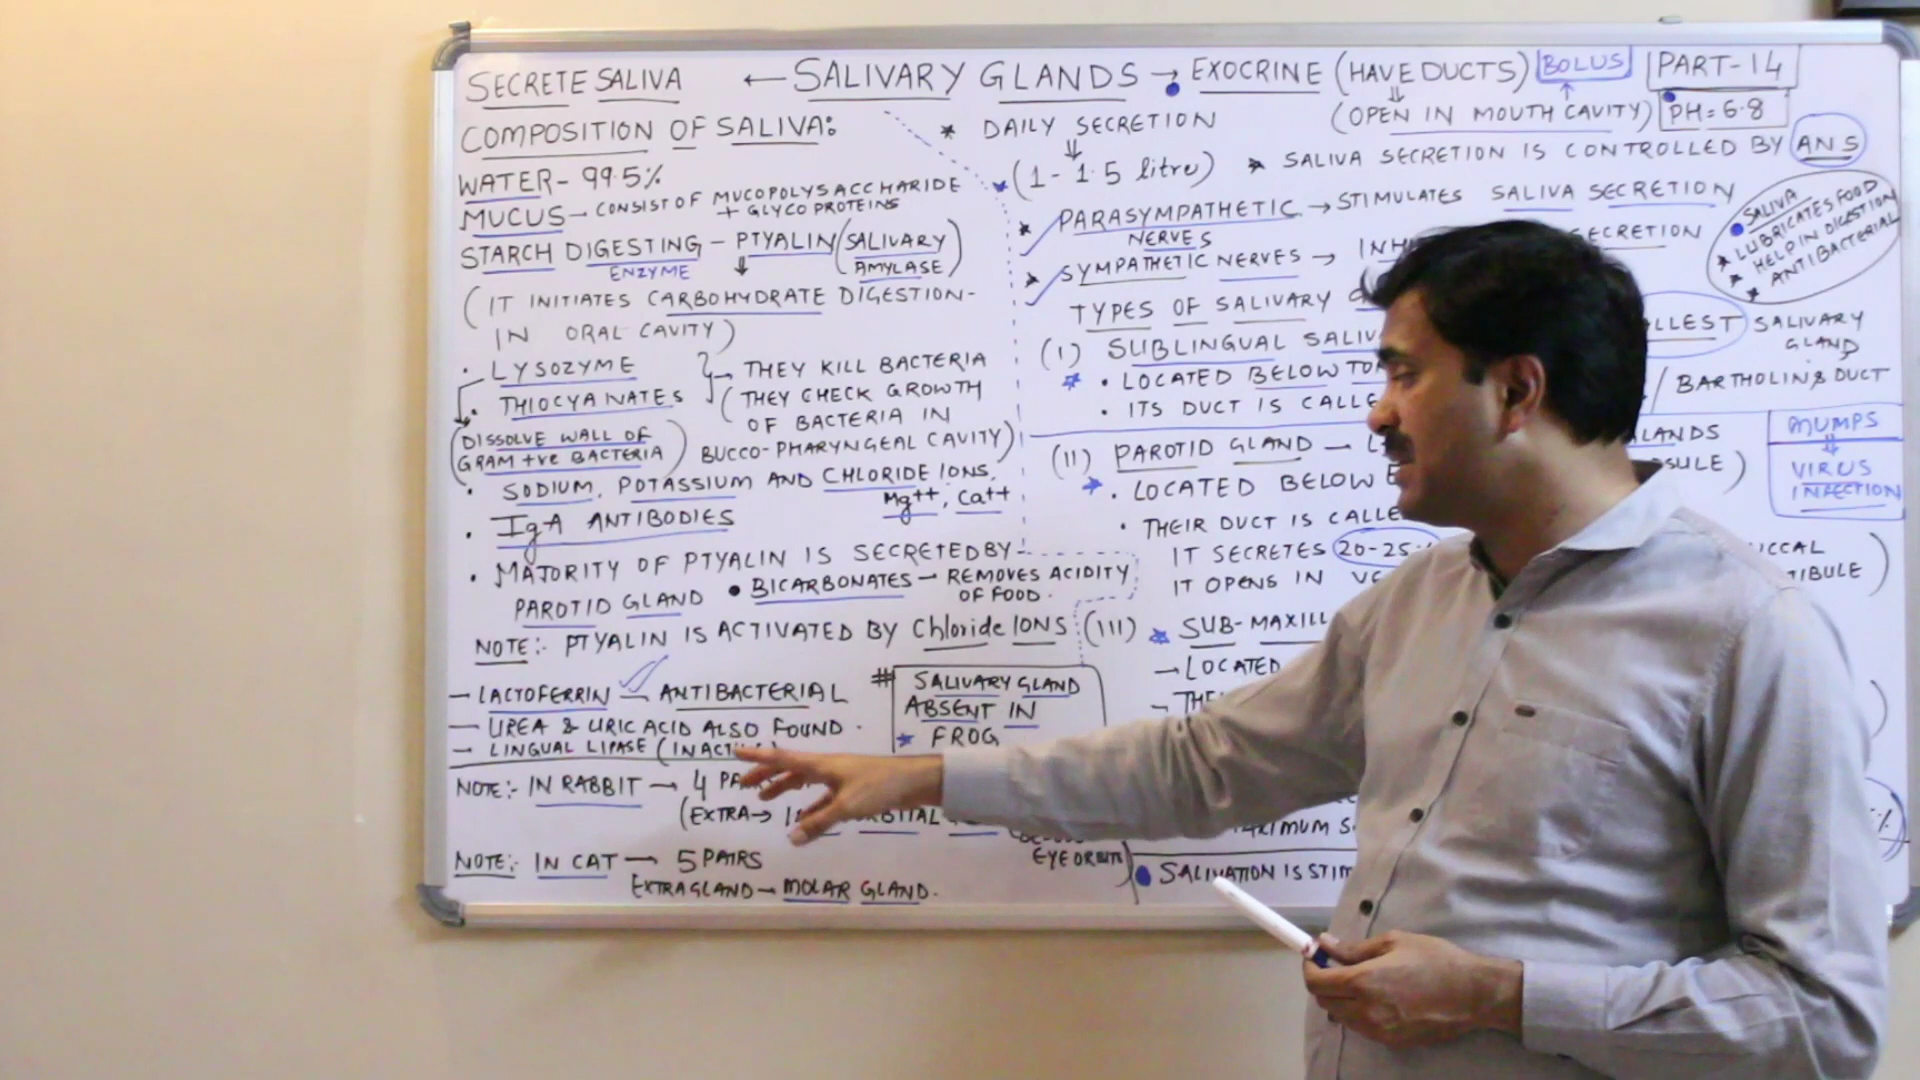 SECRETE SALIVA ← SALIVARY GLANDS → EXOCRINE (HAVE DUCTS) BOLUS PART-14
(OPEN IN MOUTH CAVITY) PH=6.8
COMPOSITION OF SALIVA:
WATER - 99.5%
MUCUS → CONSIST OF MUCOPOLYSACCHARIDE
+ GLYCOPROTEINS
STARCH DIGESTING - PTYALIN (SALIVARY
ENZYME AMYLASE)
(IT INITIATES CARBOHYDRATE DIGESTION-
IN ORAL CAVITY)
• LYSOZYME → THEY KILL BACTERIA
• THIOCYANATES (THEY CHECK GROWTH
OF BACTERIA IN
BUCCO-PHARYNGEAL CAVITY)
(DISSOLVE WALL OF
GRAM +ve BACTERIA)
• SODIUM, POTASSIUM AND CHLORIDE IONS,
Mg++, Ca++
• IgA ANTIBODIES
• MAJORITY OF PTYALIN IS SECRETED BY
PAROTID GLAND • BICARBONATES — REMOVES ACIDITY
OF FOOD.
NOTE:- PTYALIN IS ACTIVATED BY Chloride IONS
— LACTOFERRIN — ANTIBACTERIAL
— UREA & URIC ACID ALSO FOUND.
→ LINGUAL LIPASE (
NOTE:- IN RABBIT → 4
(EXTRA →
NOTE:- IN CAT → 5 PAIRS
EXTRA GLAND — MOLAR GLAND.
# SALIVARY GLAND
ABSENT IN
* FROG
EYE ORBIT)
* DAILY SECRETION
⇓
(1 - 1.5 litre)
* SALIVA SECRETION IS CONTROLLED BY ANS
* PARASYMPATHETIC → STIMULATES SALIVA SECRETION
NERVES
* SYMPATHETIC NERVES → SECRETION
SALIVA
* LUBRICATES FOOD
* HELP IN DIGESTION
* ANTIBACTERIAL
TYPES OF SALIVARY
(I) SUBLINGUAL SALIV LLEST SALIVARY
GLAND
• LOCATED BELOW TO / BARTHOLIN'S DUCT
• ITS DUCT IS CALLE
(II) PAROTID GLAND — LANDS
SULE)
• LOCATED BELOW E
• THEIR DUCT IS CALLE
IT SECRETES 20-25
IT OPENS IN VE CCAL
TIBULE)
MUMPS
⇓
VIRUS
INFECTION
(III) * SUB-MAXILL
→ LOCATED
→ THE
XIMUM S
• SALIVATION IS STIM